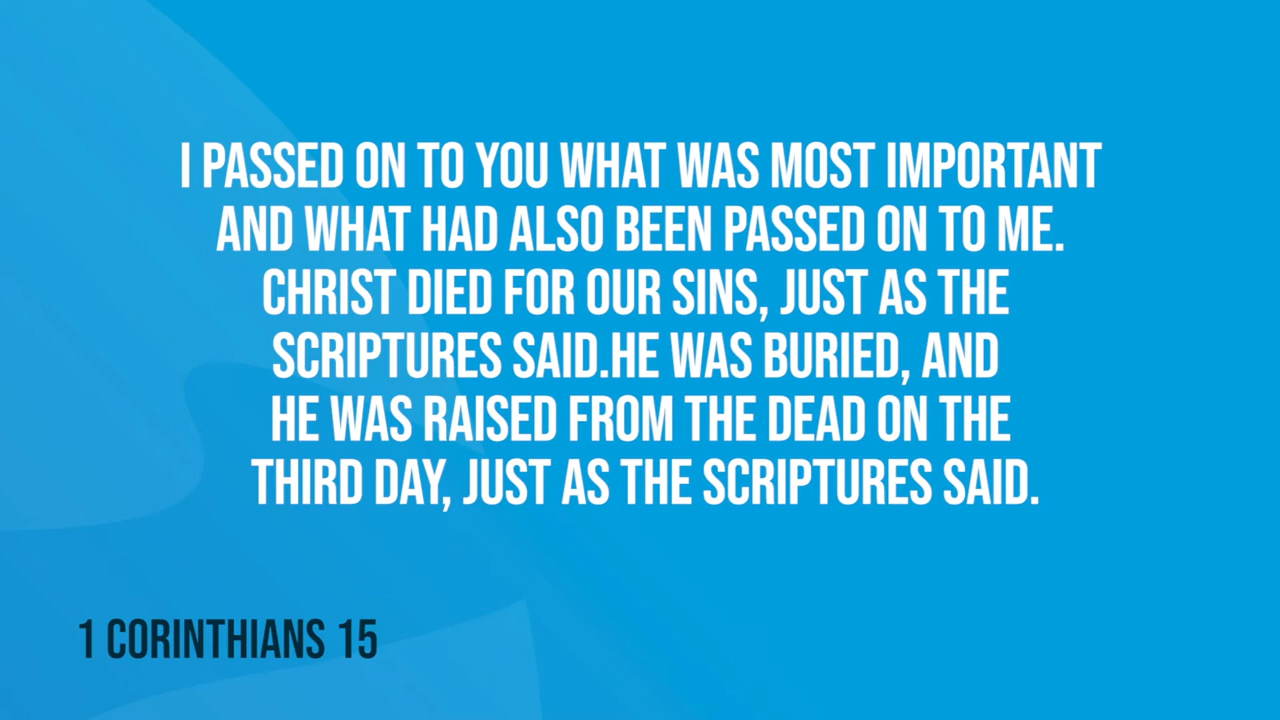 I PASSED ON TO YOU WHAT WAS MOST IMPORTANT
AND WHAT HAD ALSO BEEN PASSED ON TO ME.
CHRIST DIED FOR OUR SINS, JUST AS THE
SCRIPTURES SAID.HE WAS BURIED, AND
HE WAS RAISED FROM THE DEAD ON THE
THIRD DAY, JUST AS THE SCRIPTURES SAID.
1 CORINTHIANS 15